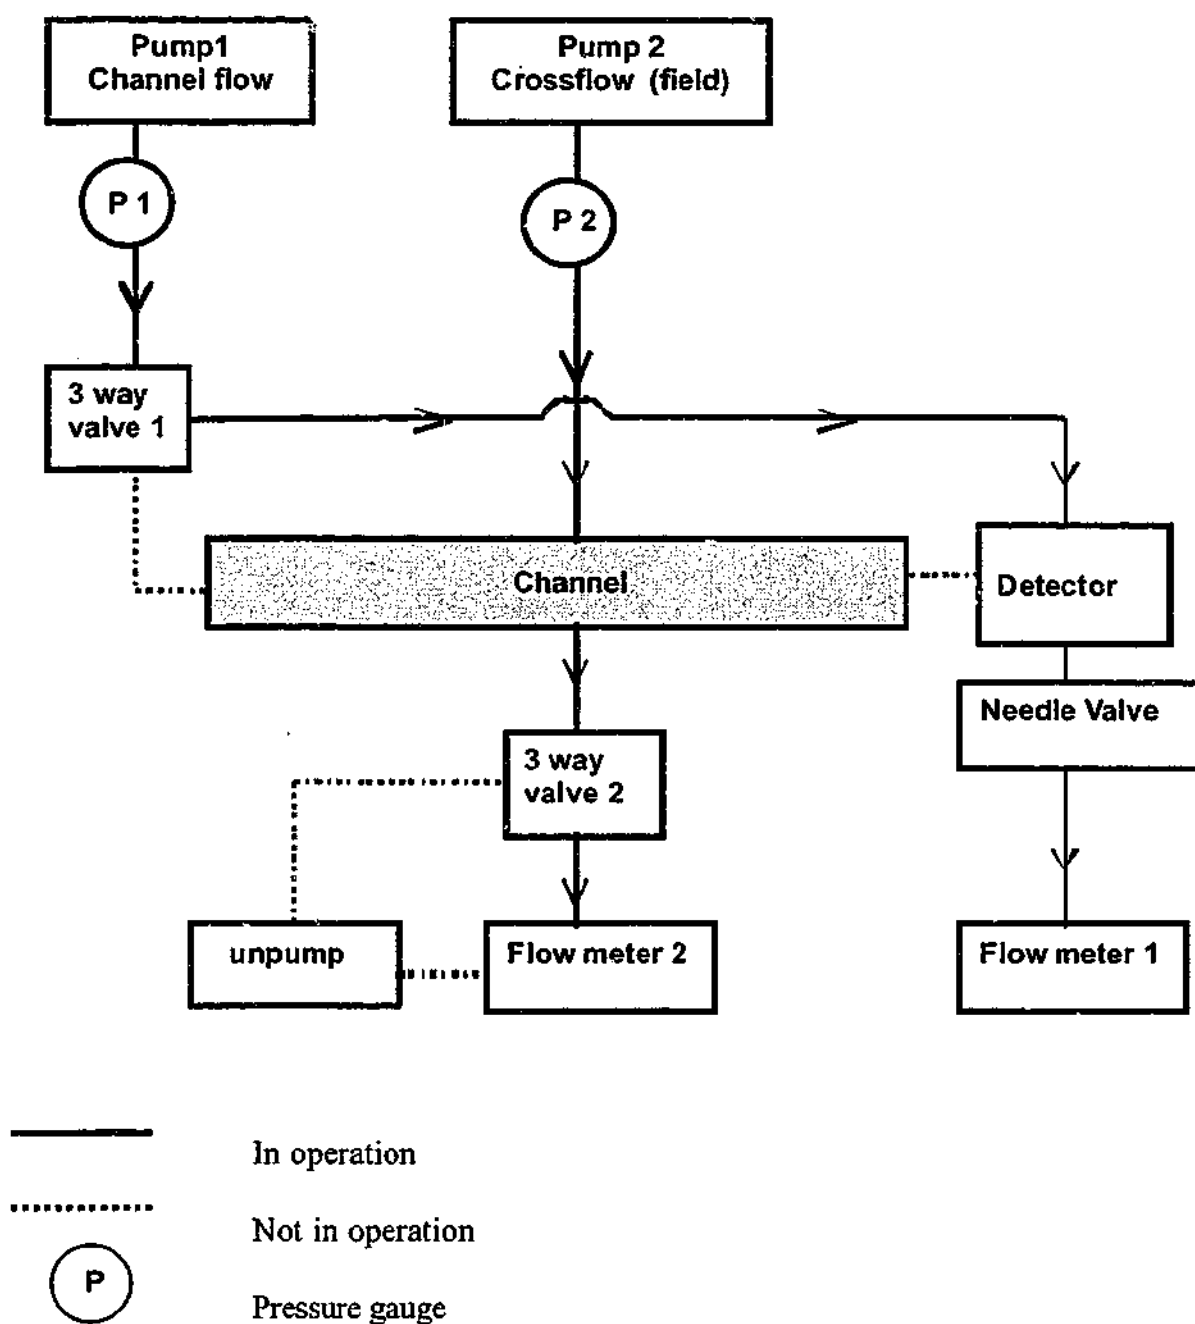 Pump1
Channel flow
Pump 2
Crossflow (field)
P 1
P 2
3 way
valve 1
Channel
Detector
Needle Valve
3 way
valve 2
unpump
Flow meter 2
Flow meter 1
In operation
Not in operation
P
Pressure gauge